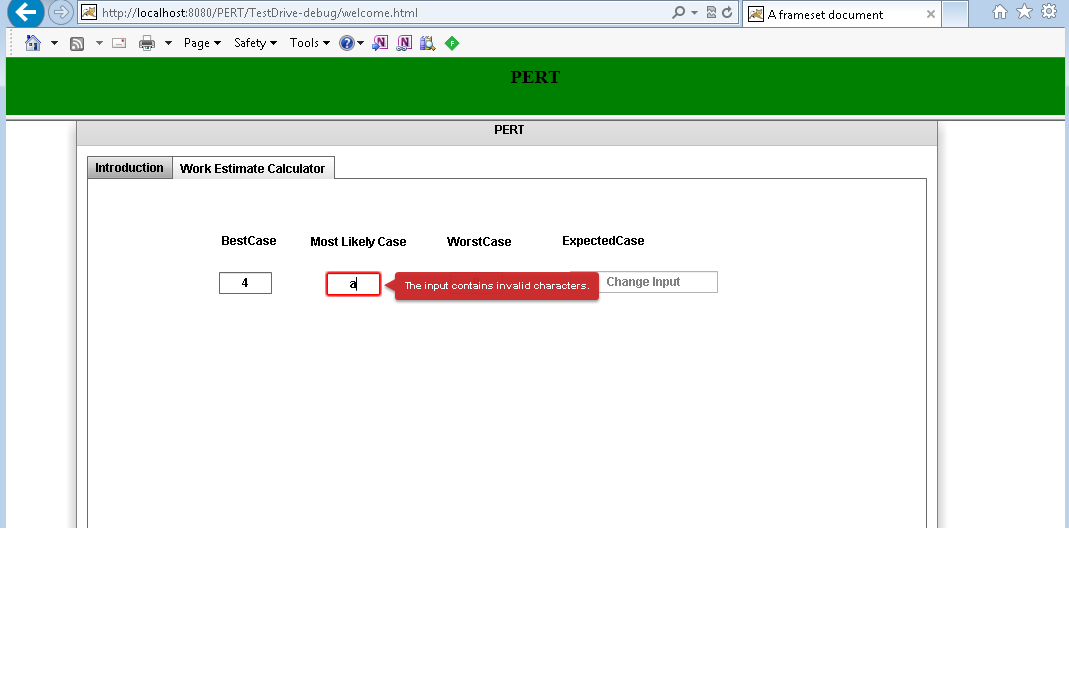 http://localhost:8080/PERT/TestDrive-debug/welcome.html
A frameset document
Page Safety Tools
PERT
PERT
Introduction Work Estimate Calculator
BestCase Most Likely Case WorstCase ExpectedCase
4 a The input contains invalid characters. Change Input